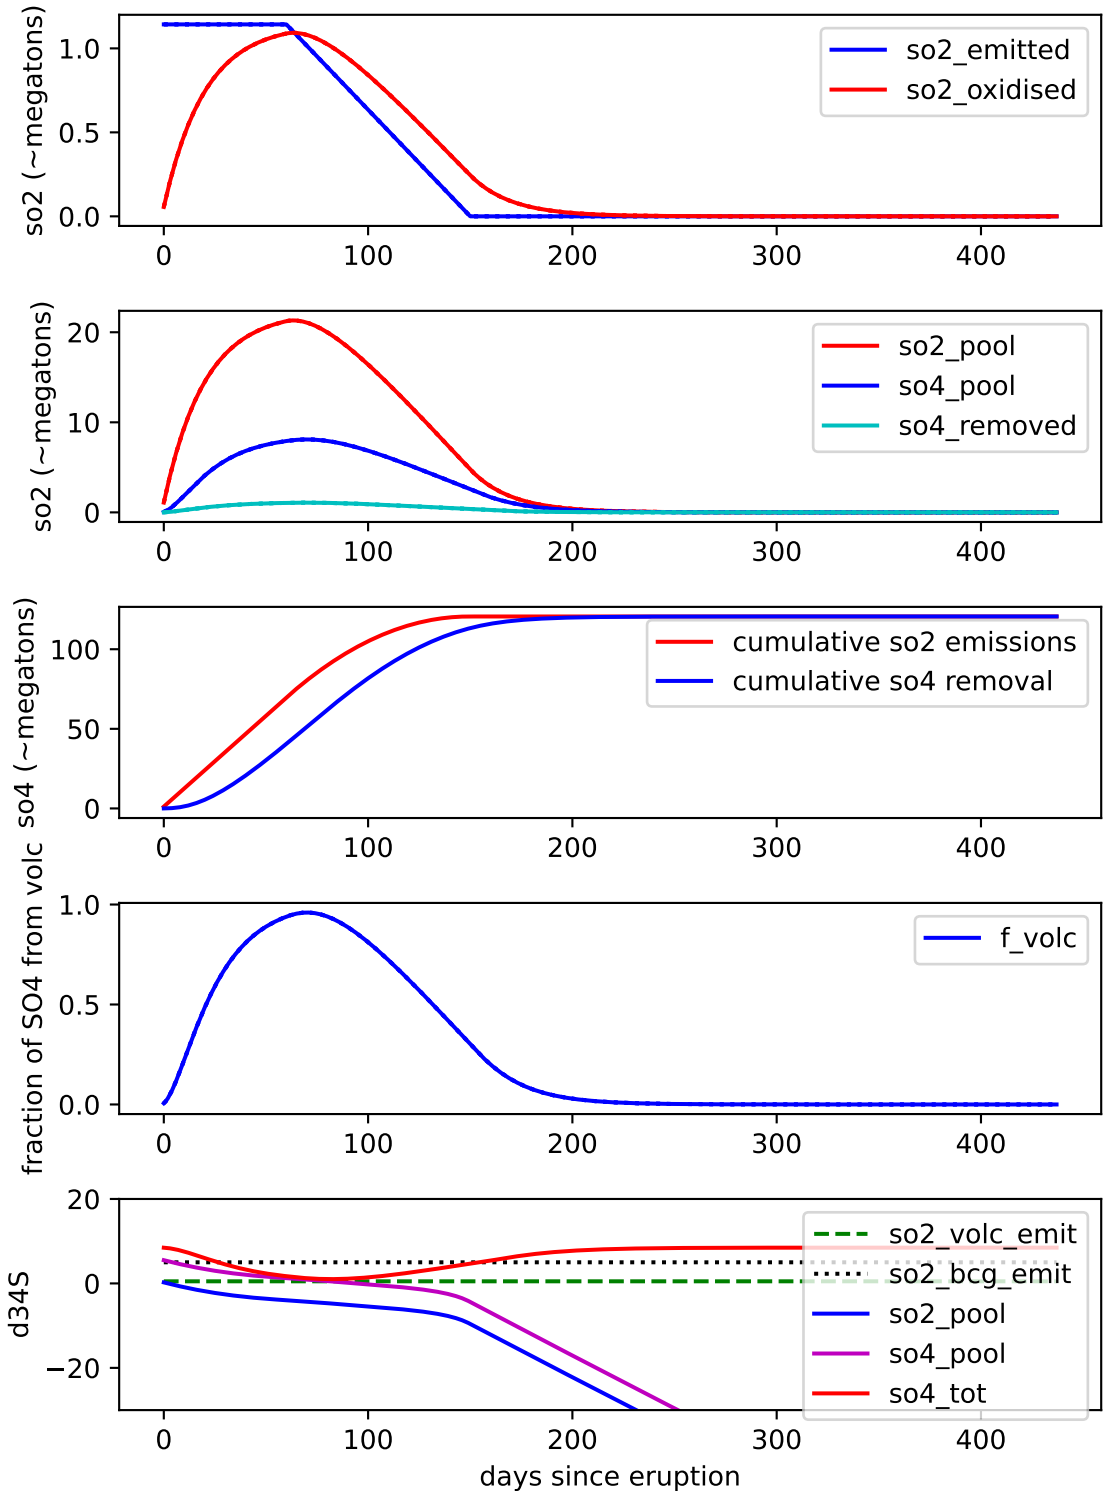 so2 (~megatons)
1.0
0.5
0.0
so2_emitted
so2_oxidised
0 100 200 300 400
so2 (~megatons)
20
10
0
so2_pool
so4_pool
so4_removed
0 100 200 300 400
so4 (~megatons)
100
50
0
cumulative so2 emissions
cumulative so4 removal
0 100 200 300 400
fraction of SO4 from volc
1.0
0.5
0.0
f_volc
0 100 200 300 400
d34S
20
0
−20
so2_volc_emit
so2_bcg_emit
so2_pool
so4_pool
so4_tot
0 100 200 300 400
days since eruption